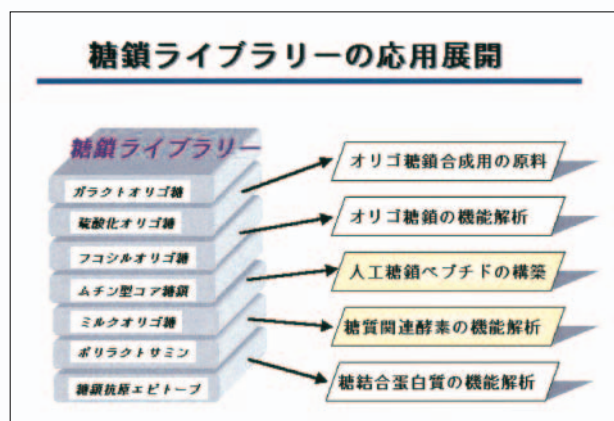 糖鎖ライブラリーの応用展開
糖鎖ライブラリー
ガラクトオリゴ糖
硫酸化オリゴ糖
フコシルオリゴ糖
ムチン型コア糖鎖
ミルクオリゴ糖
ポリラクトサミン
糖鎖抗原エピトープ
オリゴ糖鎖合成用の原料
オリゴ糖鎖の機能解析
人工糖鎖ペプチドの構築
糖質関連酵素の機能解析
糖結合蛋白質の機能解析